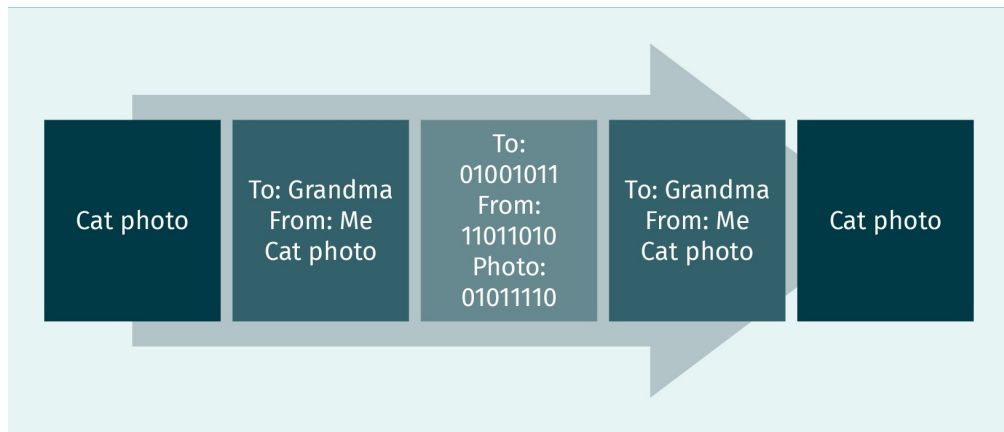 Cat photo
To: Grandma
From: Me
Cat photo
To:
01001011
From:
11011010
Photo:
01011110
To: Grandma
From: Me
Cat photo
Cat photo